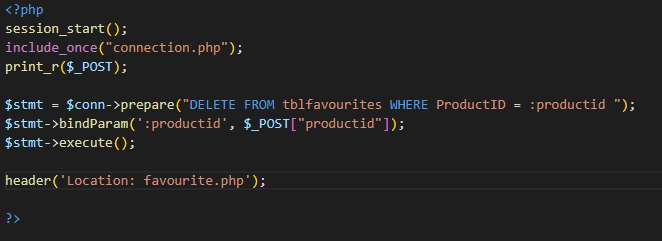 <?php
session_start();
include_once("connection.php");
print_r($_POST);
$stmt = $conn->prepare("DELETE FROM tblfavourites WHERE ProductID = :productid ");
$stmt->bindParam(':productid', $_POST["productid"]);
$stmt->execute();
header('Location: favourite.php');
?>